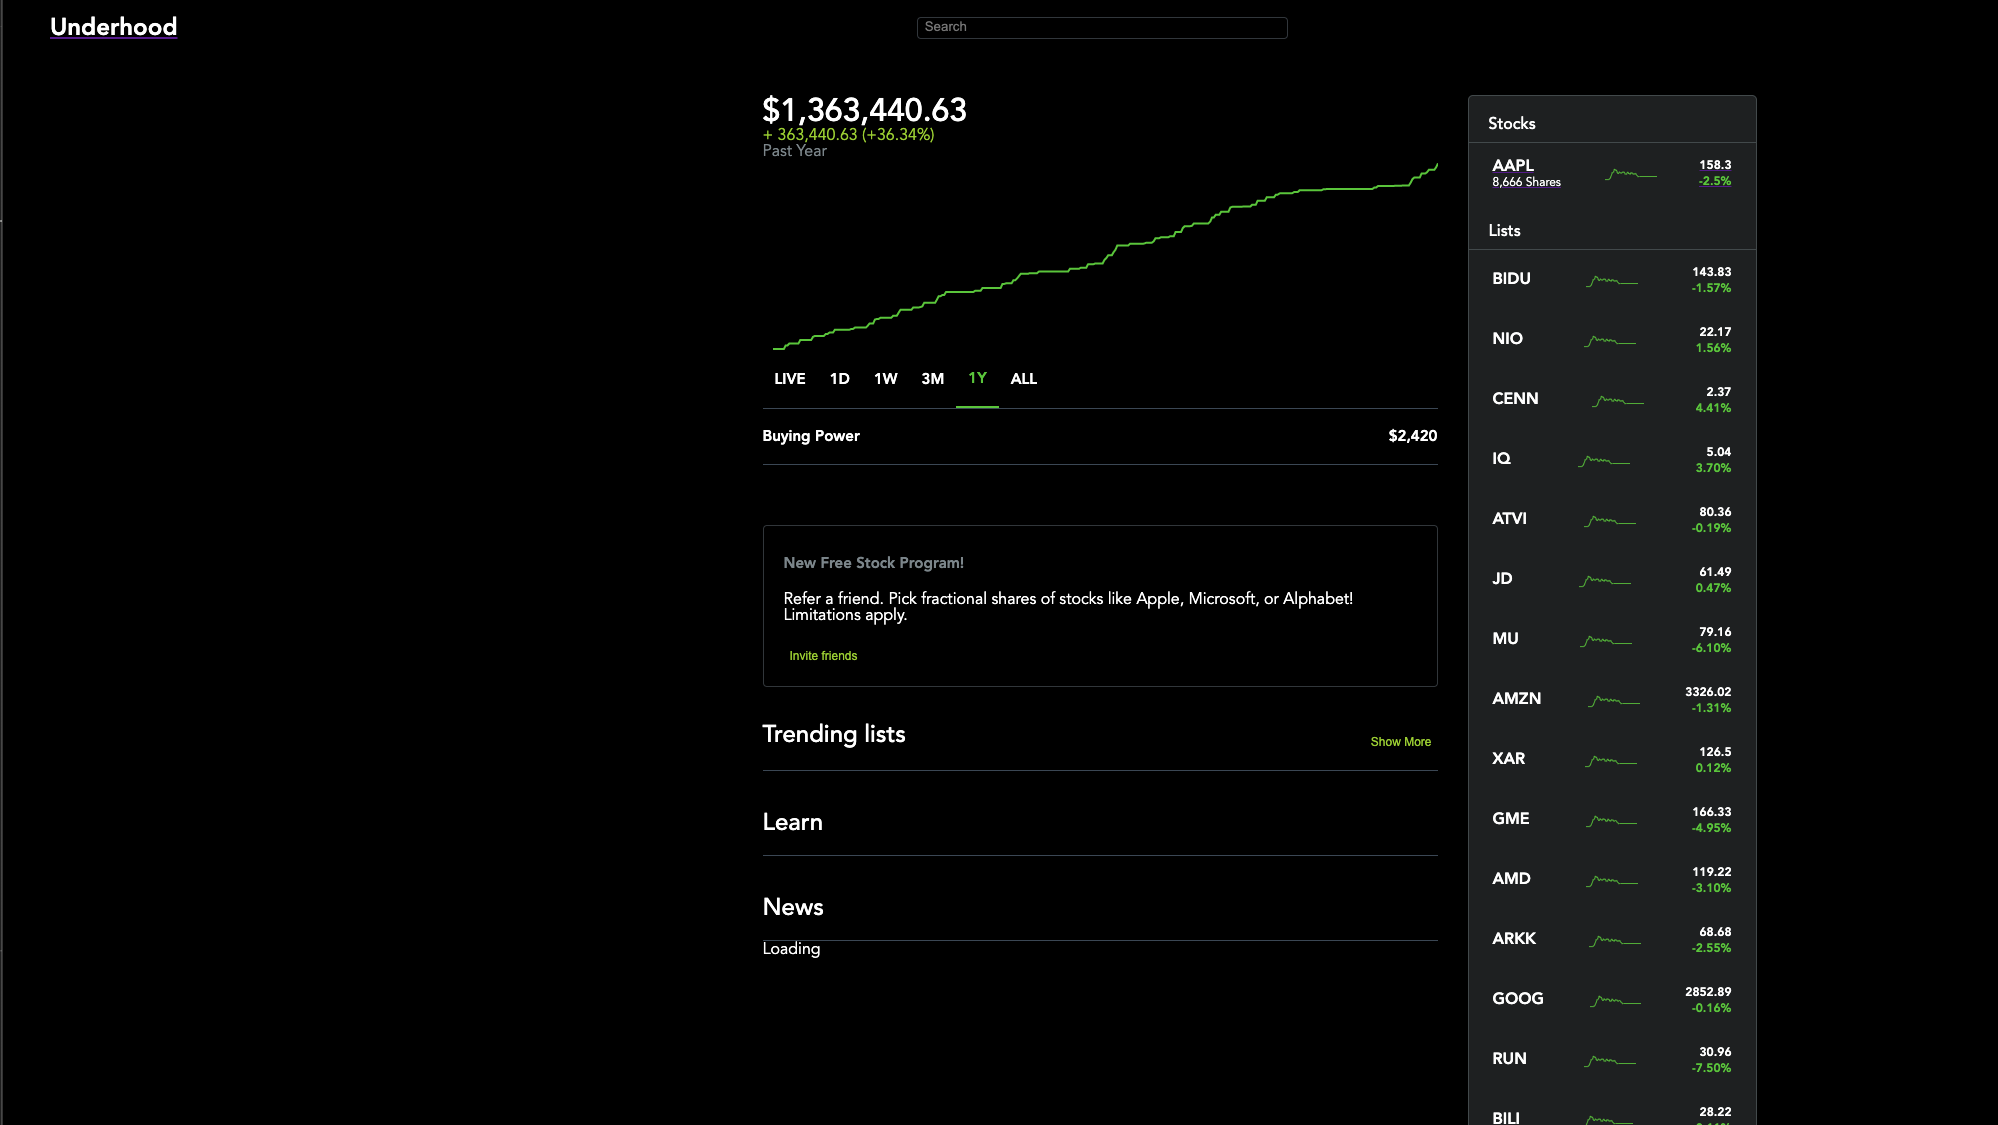 Underhood
Search
$1,363,440.63
+ 363,440.63 (+36.34%)
Past Year
LIVE 1D 1W 3M 1Y ALL
Buying Power $2,420
New Free Stock Program!
Refer a friend. Pick fractional shares of stocks like Apple, Microsoft, or Alphabet!
Limitations apply.
Invite friends
Trending lists Show More
Learn
News
Loading
Stocks
AAPL 158.3
8,666 Shares -2.5%
Lists
BIDU 143.83
-1.57%
NIO 22.17
1.56%
CENN 2.37
4.41%
IQ 5.04
3.70%
ATVI 80.36
-0.19%
JD 61.49
0.47%
MU 79.16
-6.10%
AMZN 3326.02
-1.31%
XAR 126.5
0.12%
GME 166.33
-4.95%
AMD 119.22
-3.10%
ARKK 68.68
-2.55%
GOOG 2852.89
-0.16%
RUN 30.96
-7.50%
BILI 28.22